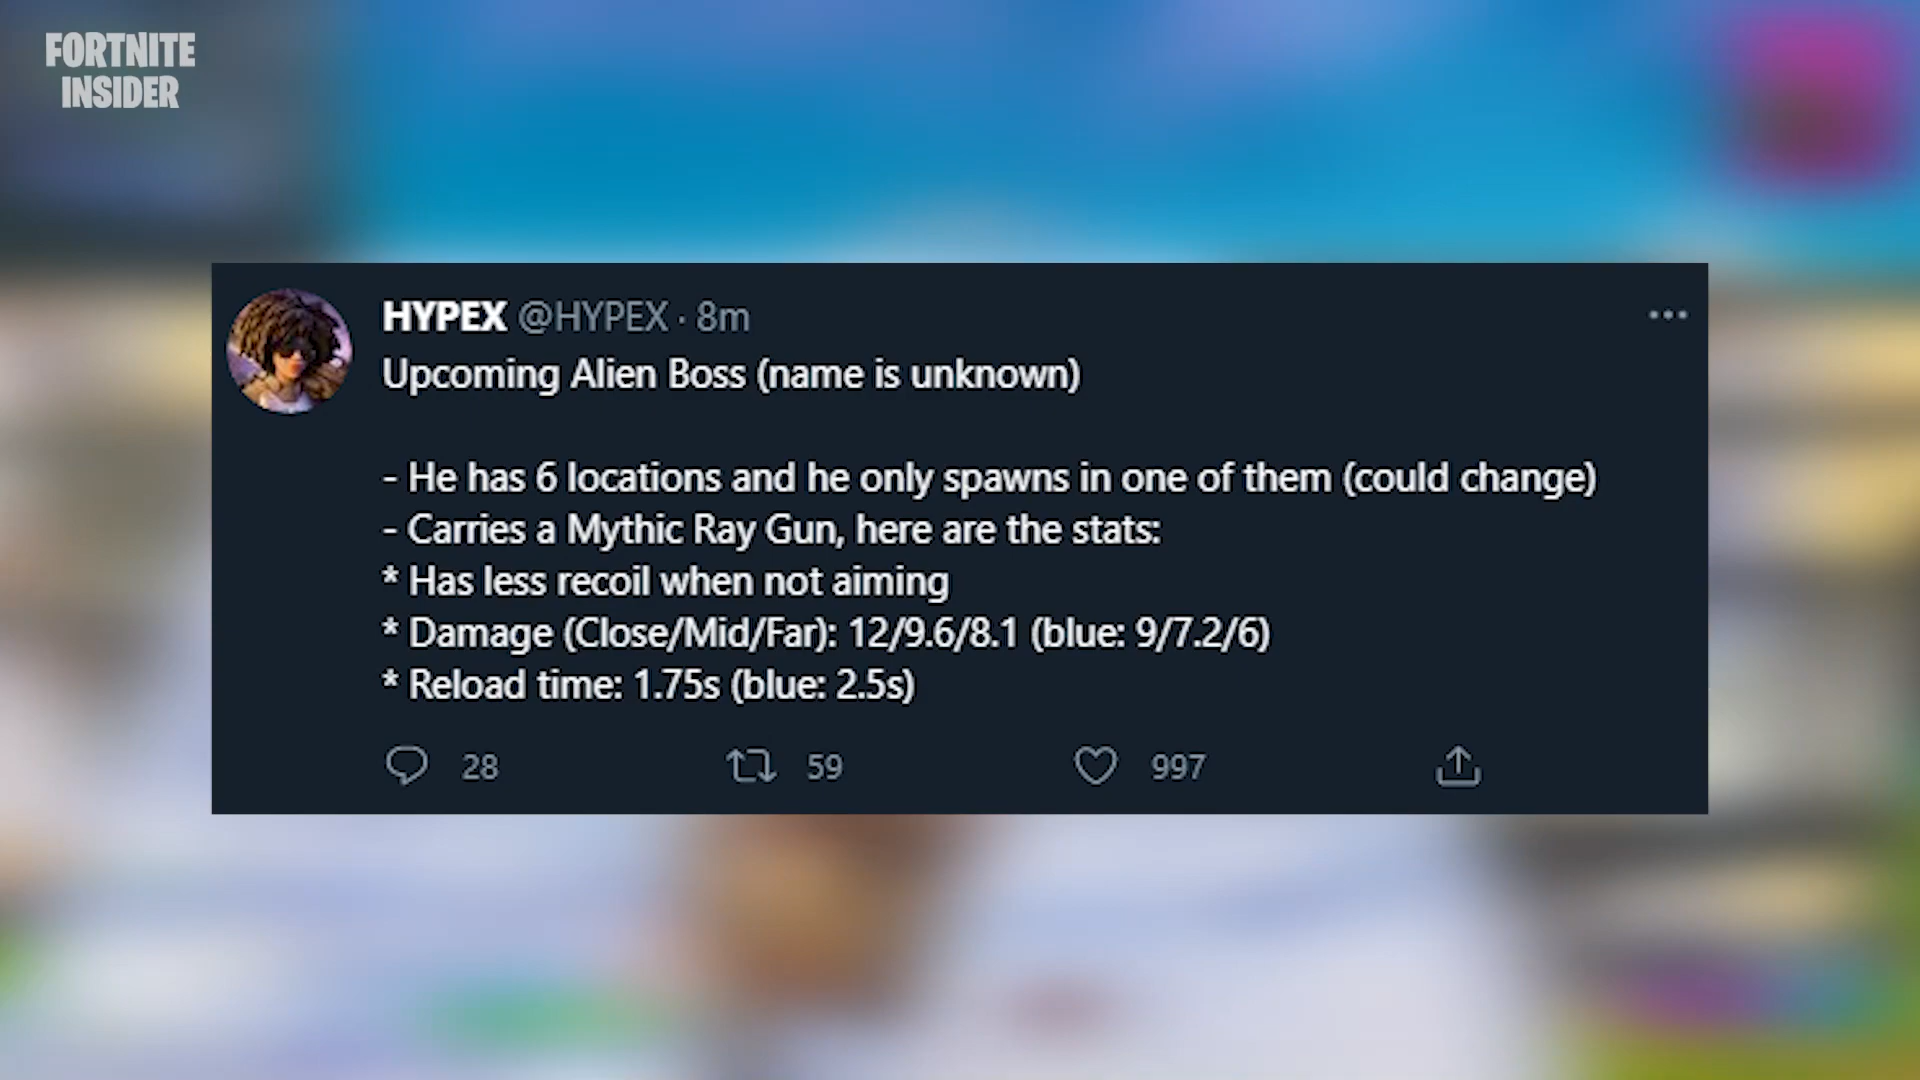 FORTNITE
INSIDER
HYPEX @HYPEX · 8m
Upcoming Alien Boss (name is unknown)
- He has 6 locations and he only spawns in one of them (could change)
- Carries a Mythic Ray Gun, here are the stats:
* Has less recoil when not aiming
* Damage (Close/Mid/Far): 12/9.6/8.1 (blue: 9/7.2/6)
* Reload time: 1.75s (blue: 2.5s)
28 59 997